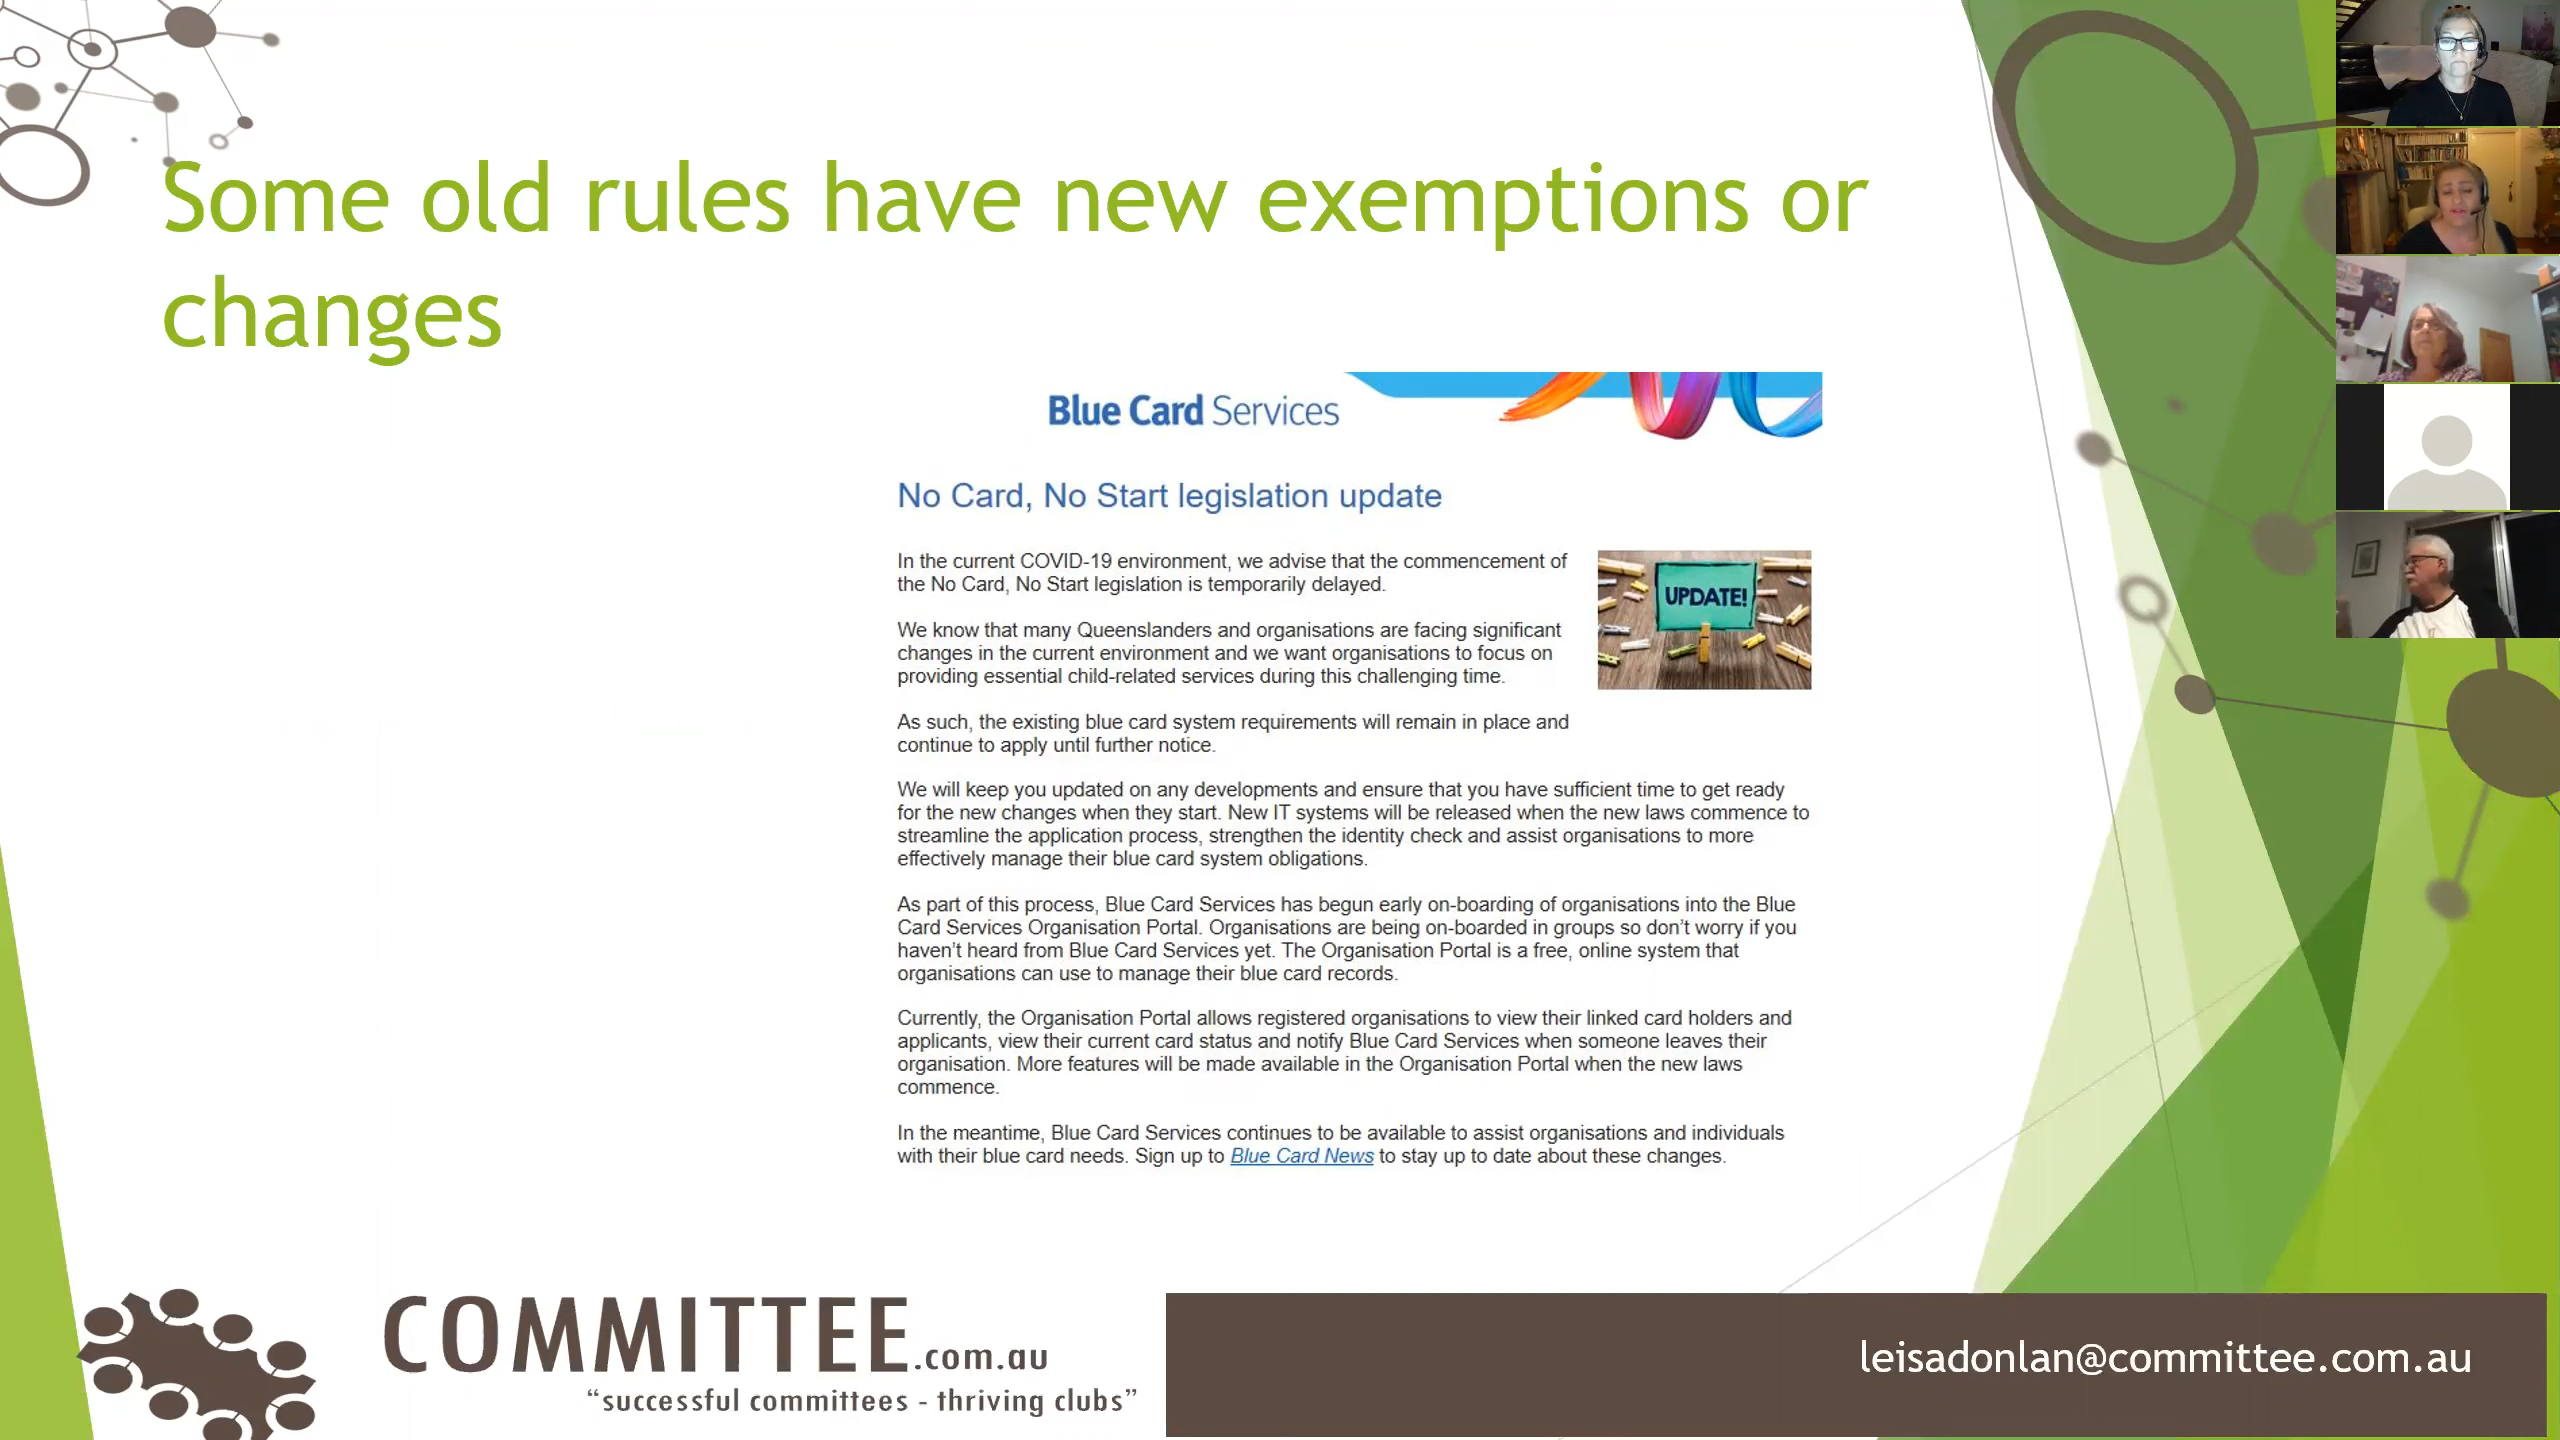 Some old rules have new exemptions or
changes
Blue Card Services
No Card, No Start legislation update
In the current COVID-19 environment, we advise that the commencement of
the No Card, No Start legislation is temporarily delayed.
UPDATE!
We know that many Queenslanders and organisations are facing significant
changes in the current environment and we want organisations to focus on
providing essential child-related services during this challenging time.
As such, the existing blue card system requirements will remain in place and
continue to apply until further notice.
We will keep you updated on any developments and ensure that you have sufficient time to get ready
for the new changes when they start. New IT systems will be released when the new laws commence to
streamline the application process, strengthen the identity check and assist organisations to more
effectively manage their blue card system obligations.
As part of this process, Blue Card Services has begun early on-boarding of organisations into the Blue
Card Services Organisation Portal. Organisations are being on-boarded in groups so don’t worry if you
haven’t heard from Blue Card Services yet. The Organisation Portal is a free, online system that
organisations can use to manage their blue card records.
Currently, the Organisation Portal allows registered organisations to view their linked card holders and
applicants, view their current card status and notify Blue Card Services when someone leaves their
organisation. More features will be made available in the Organisation Portal when the new laws
commence.
In the meantime, Blue Card Services continues to be available to assist organisations and individuals
with their blue card needs. Sign up to Blue Card News to stay up to date about these changes.
COMMITTEE.com.au
“successful committees - thriving clubs”
leisadonlan@committee.com.au